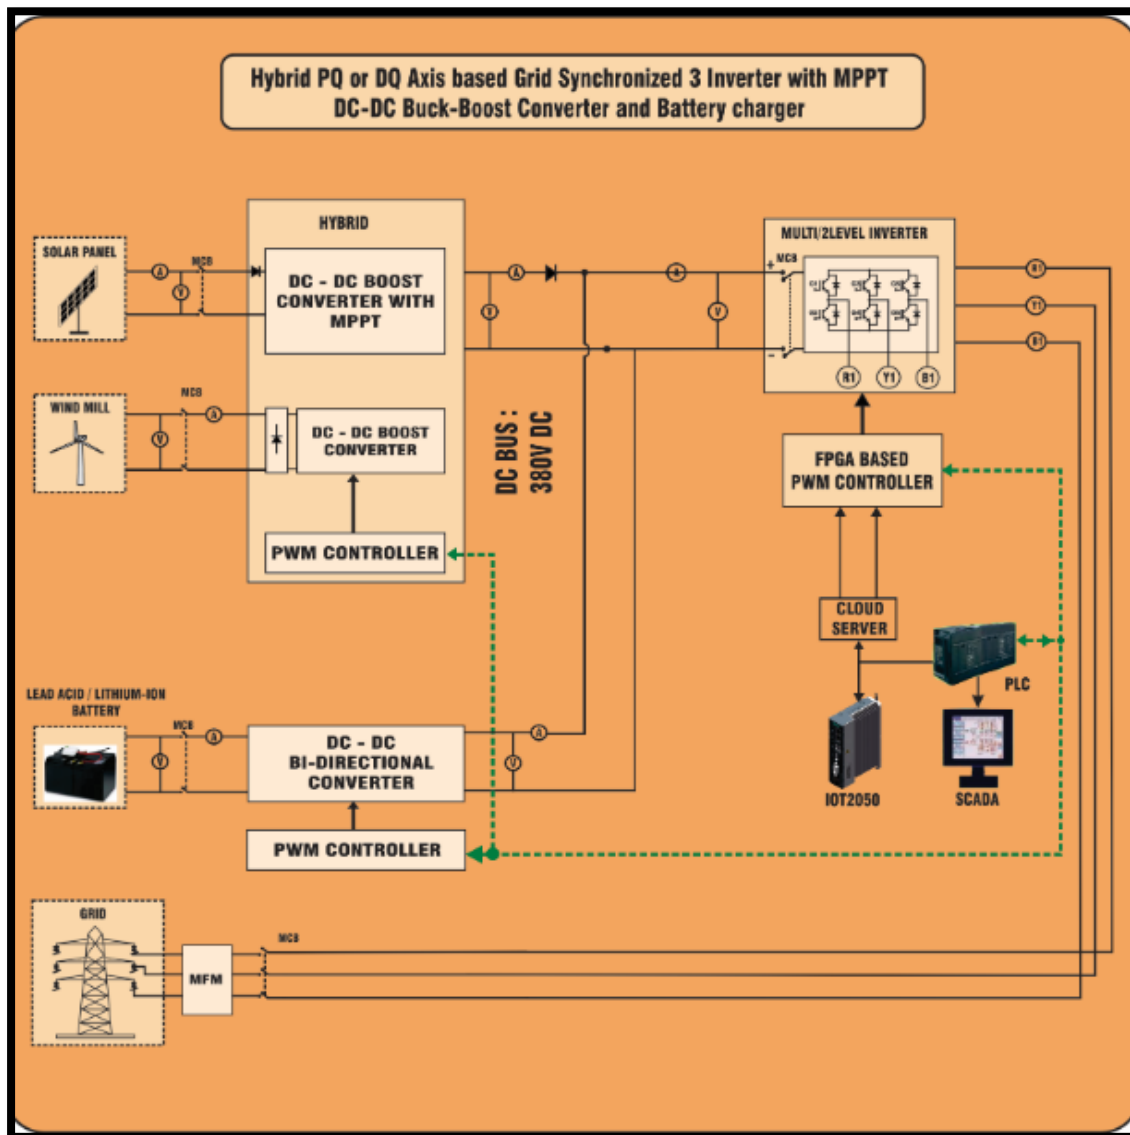 Hybrid PQ or DQ Axis based Grid Synchronized 3 Inverter with MPPT
DC-DC Buck-Boost Converter and Battery charger
HYBRID
SOLAR PANEL
A
V
MCB
DC - DC BOOST
CONVERTER WITH
MPPT
A
V
A
V
MULTI/2LEVEL INVERTER
+ MCB
-
R1
Y1
B1
R1
Y1
B1
WIND MILL
V
MCB
A
DC - DC BOOST
CONVERTER
PWM CONTROLLER
DC BUS :
380V DC
FPGA BASED
PWM CONTROLLER
CLOUD
SERVER
PLC
IOT2050
SCADA
LEAD ACID / LITHIUM-ION
BATTERY
V
MCB
A
DC - DC
BI-DIRECTIONAL
CONVERTER
V
A
PWM CONTROLLER
GRID
MFM
MCB